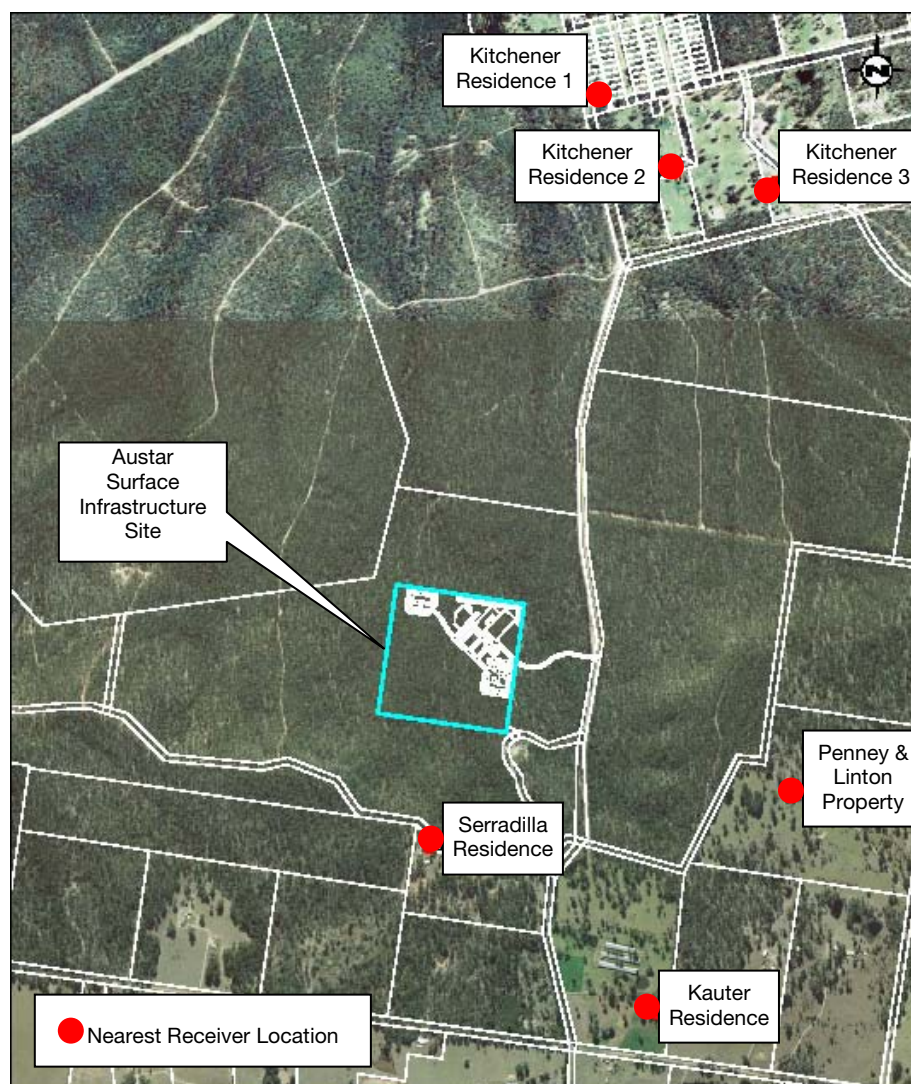 Kitchener
Residence 1
Kitchener
Residence 2
Kitchener
Residence 3
Austar
Surface
Infrastructure
Site
Penney &
Linton
Property
Serradilla
Residence
Kauter
Residence
Nearest Receiver Location